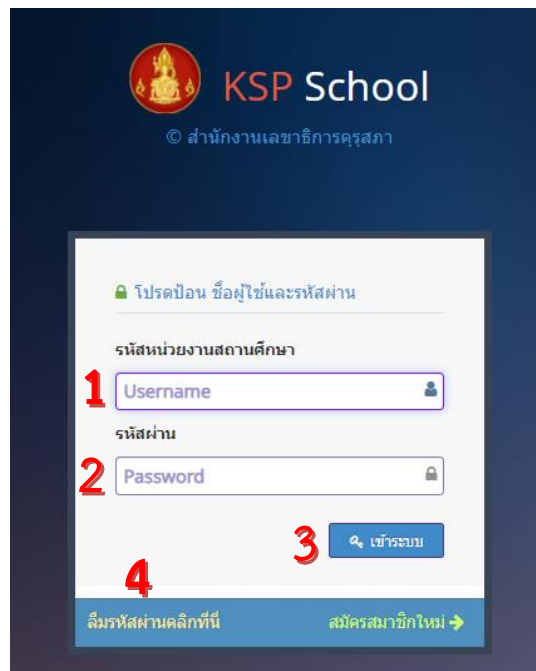 KSP School
© สำนักงานเลขาธิการคุรุสภา
โปรดป้อน ชื่อผู้ใช้และรหัสผ่าน
รหัสหน่วยงานสถานศึกษา
1 Username
รหัสผ่าน
2 Password
3 เข้าระบบ
4
ลืมรหัสผ่านคลิกที่นี่ สมัครสมาชิกใหม่